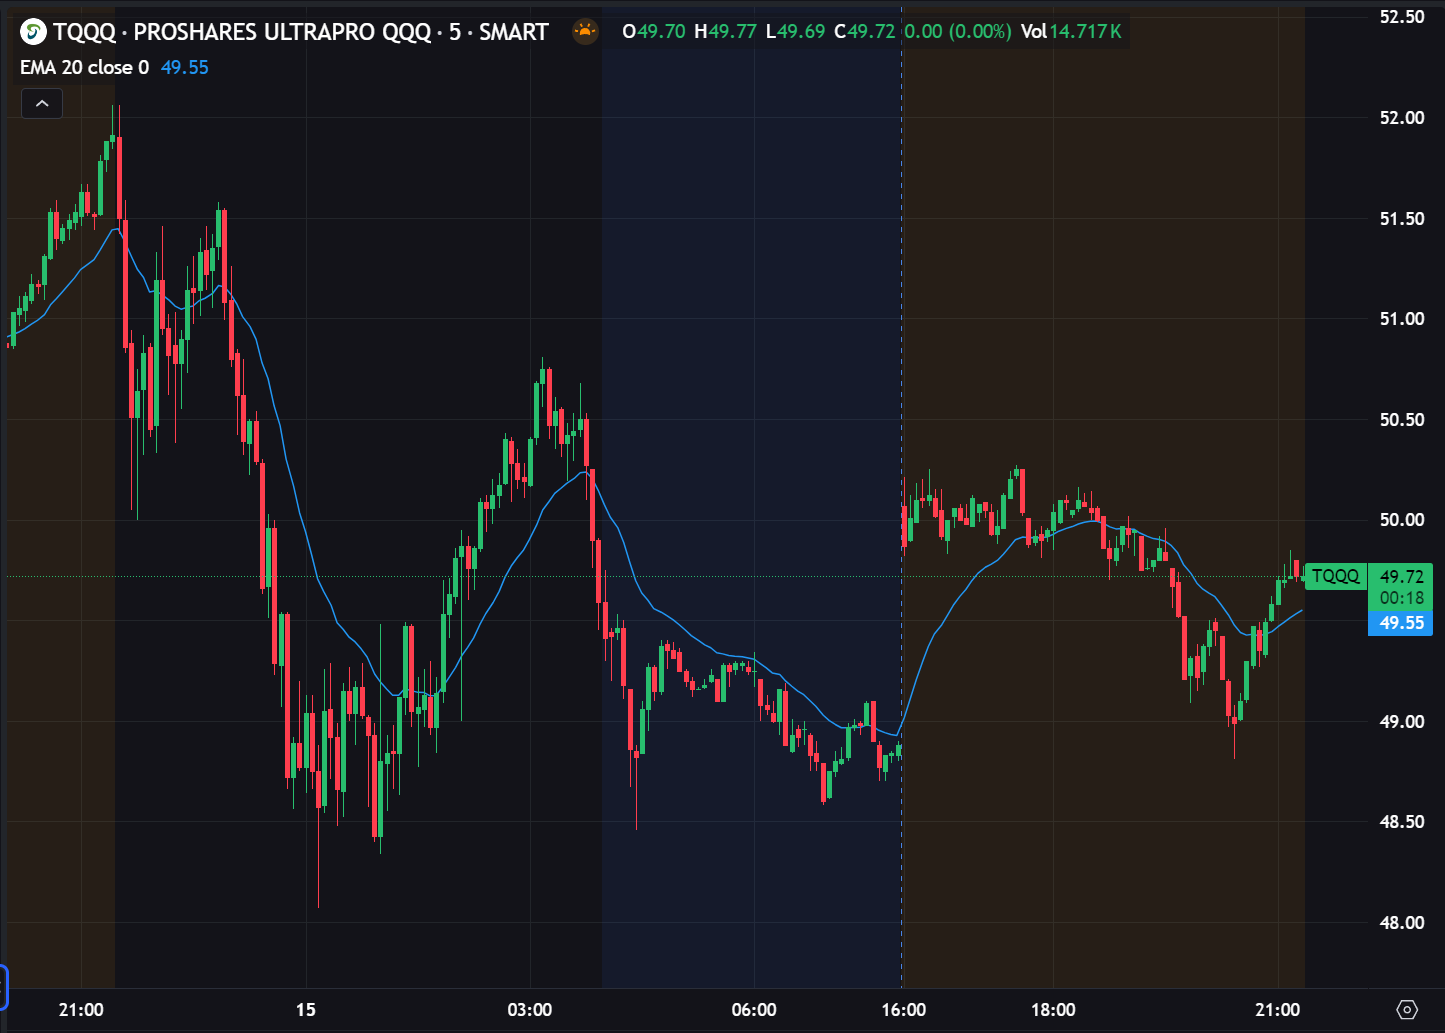 TQQQ · PROSHARES ULTRAPRO QQQ · 5 · SMART O49.70 H49.77 L49.69 C49.72 0.00 (0.00%) Vol 14.717 K
EMA 20 close 0 49.55
52.50
52.00
51.50
51.00
50.50
50.00
TQQQ 49.72
00:18
49.55
49.00
48.50
48.00
21:00 15 03:00 06:00 16:00 18:00 21:00